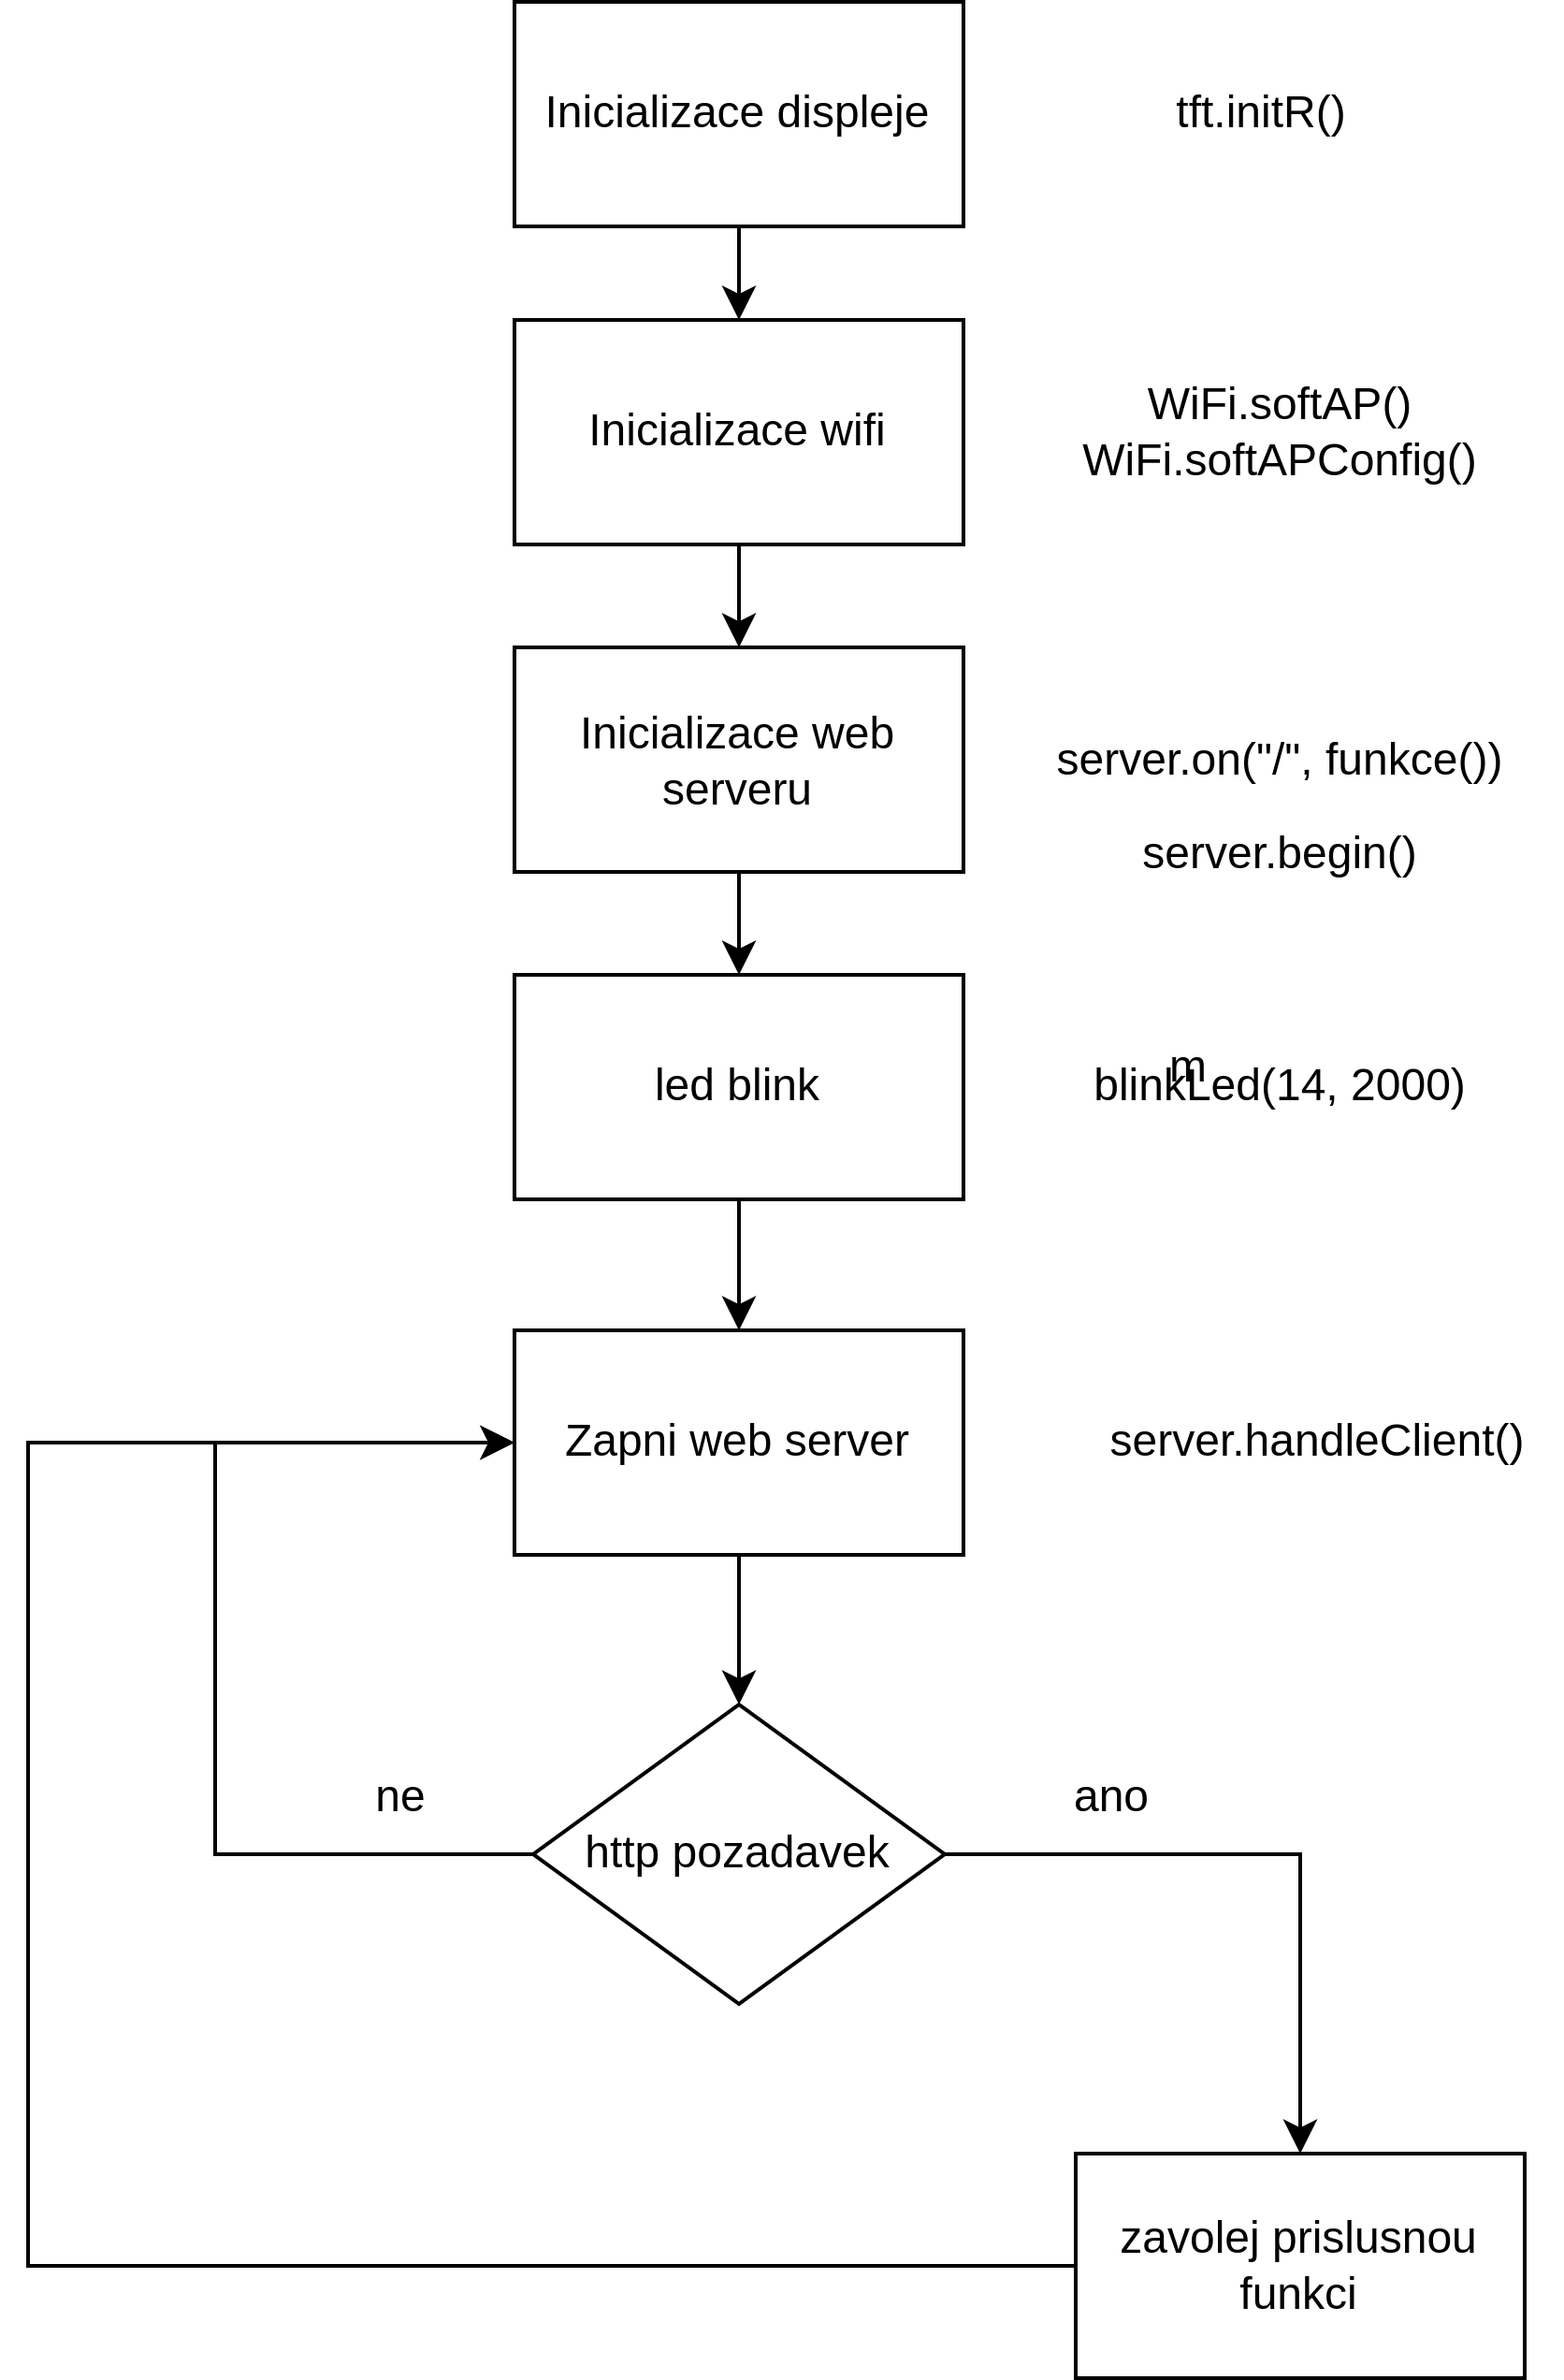 Inicializace displeje
tft.initR()
Inicializace wifi
WiFi.softAP()
WiFi.softAPConfig()
Inicializace web
serveru
server.on("/", funkce())
server.begin()
led blink
m
blinkLed(14, 2000)
Zapni web server
server.handleClient()
ne
ano
http pozadavek
zavolej prislusnou
funkci